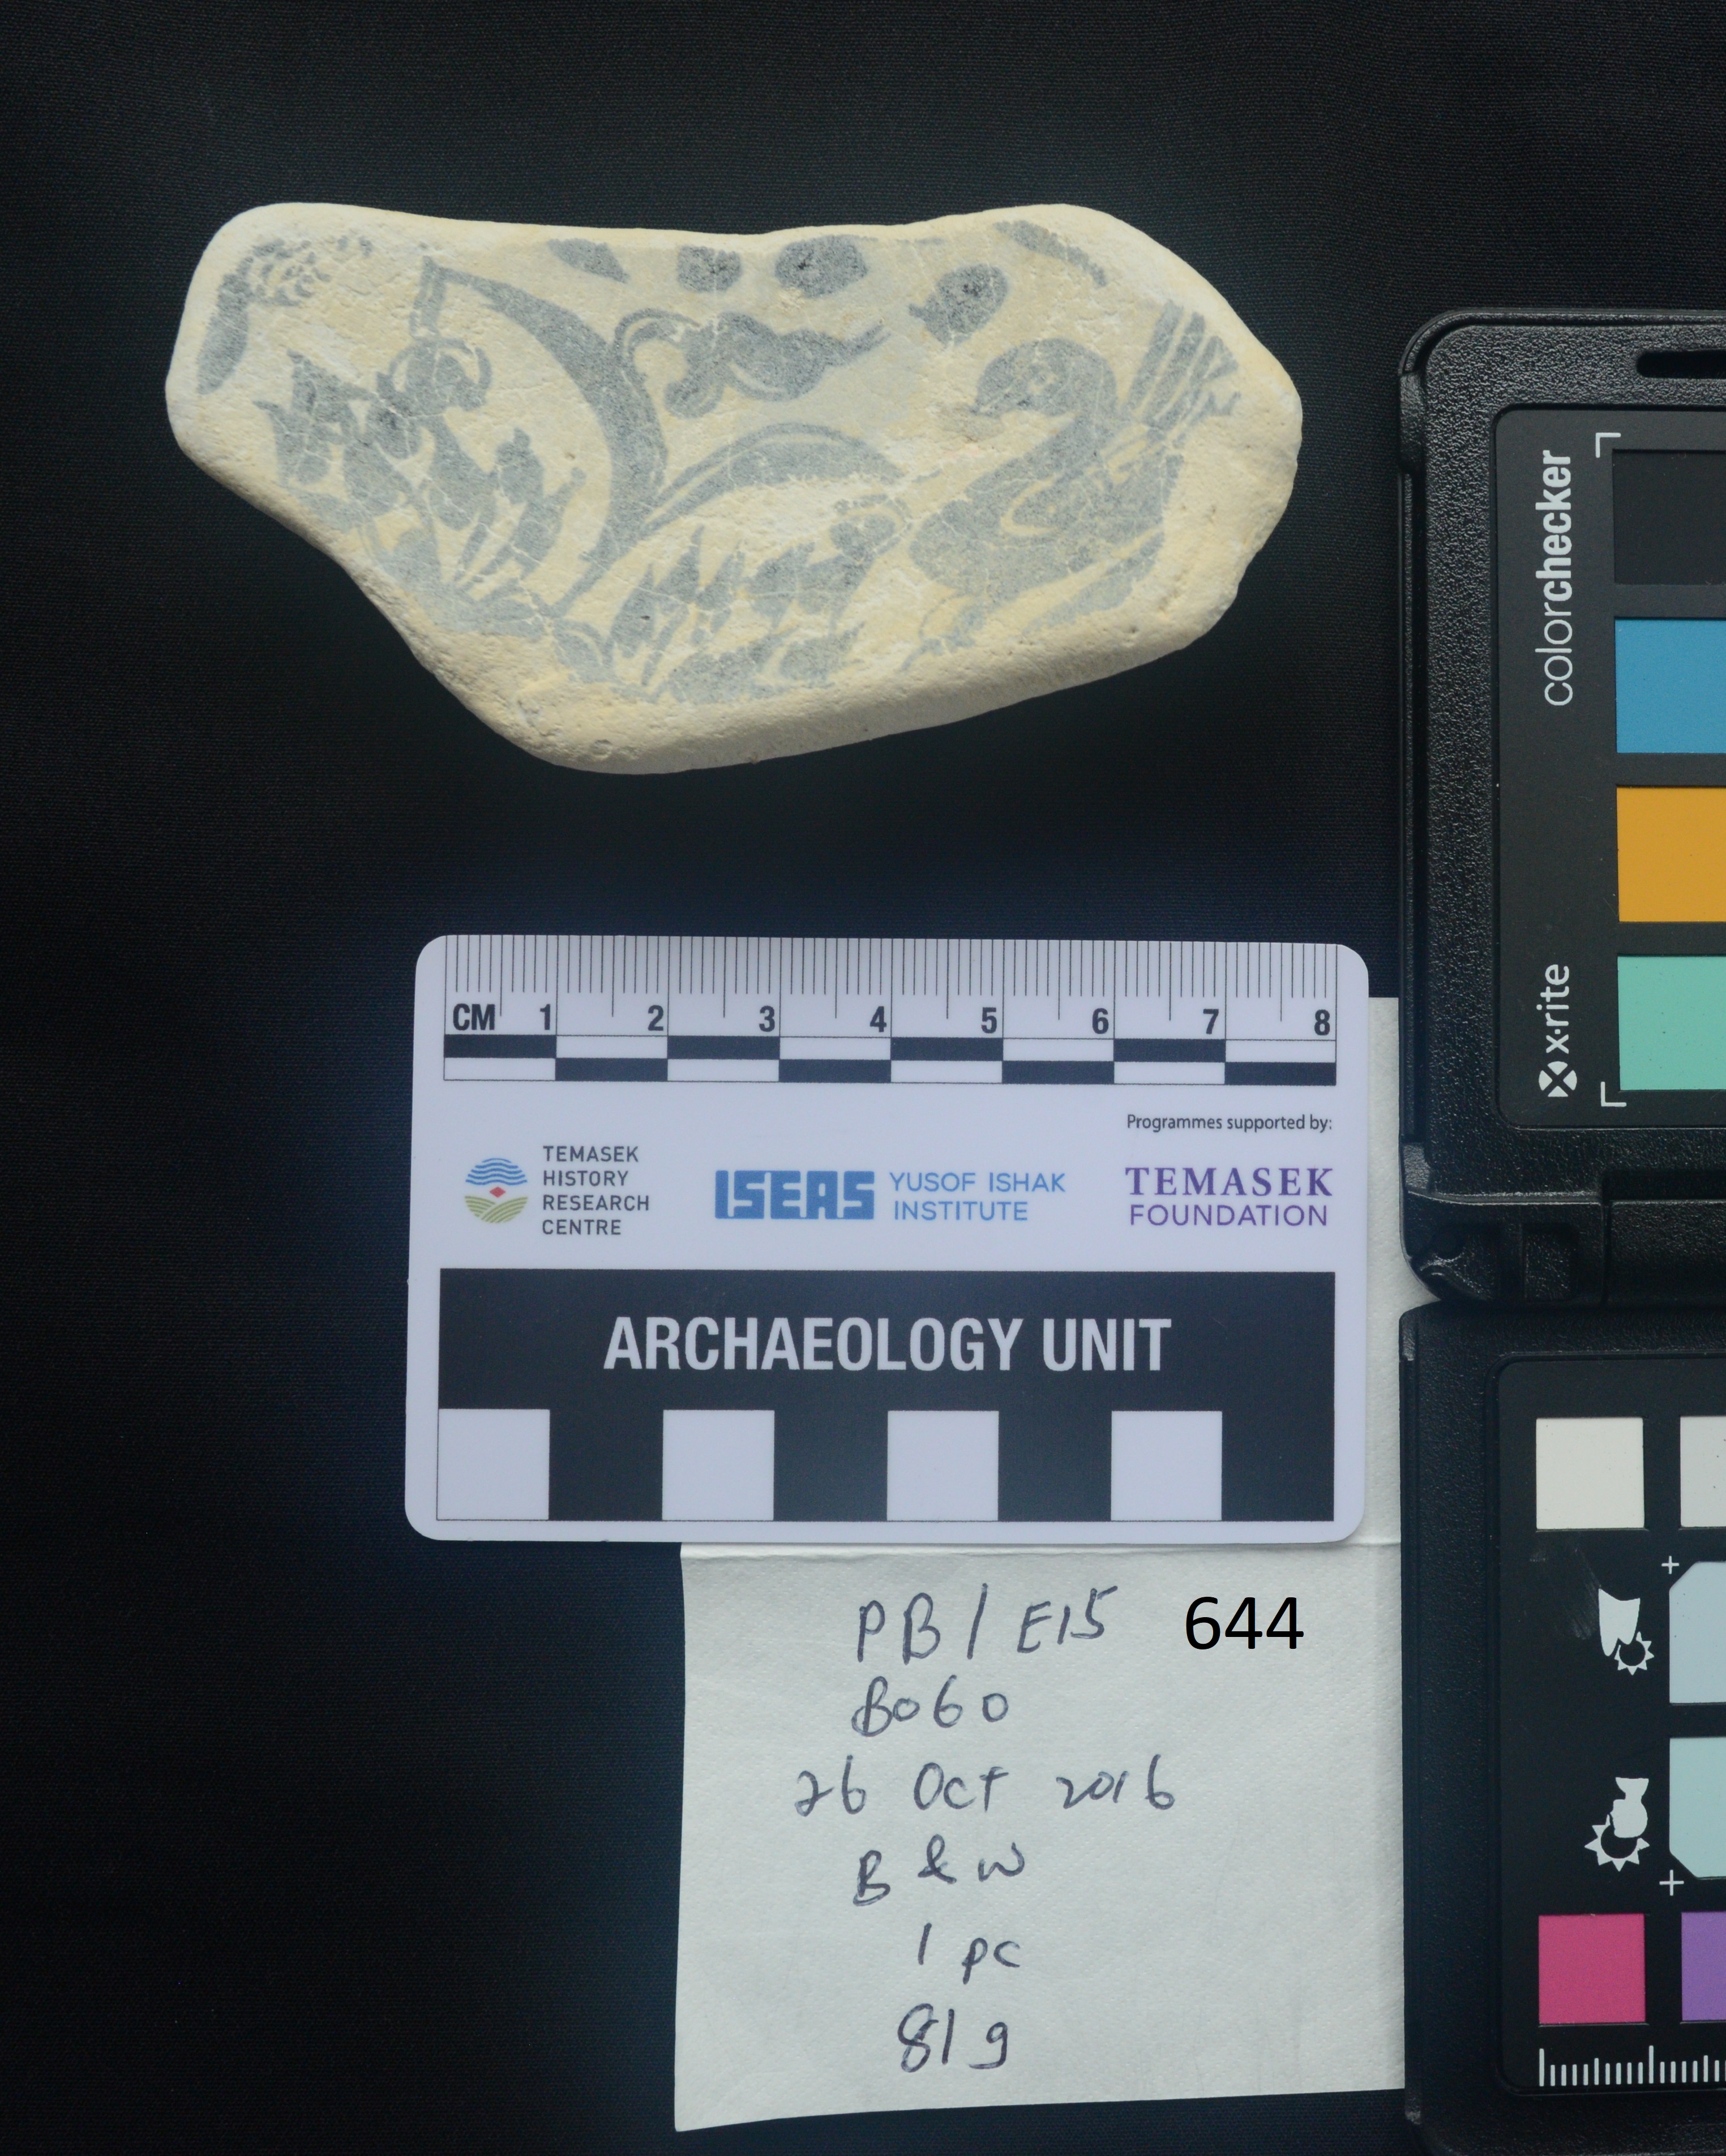 CM 1 2 3 4 5 6 7 8
Programmes supported by:
TEMASEK
HISTORY
RESEARCH
CENTRE
ISEAS YUSOF ISHAK
INSTITUTE
TEMASEK
FOUNDATION
ARCHAEOLOGY UNIT
PB/E15 644
B060
26 Oct 2016
B & W
1 pc
81g
colorchecker
x·rite